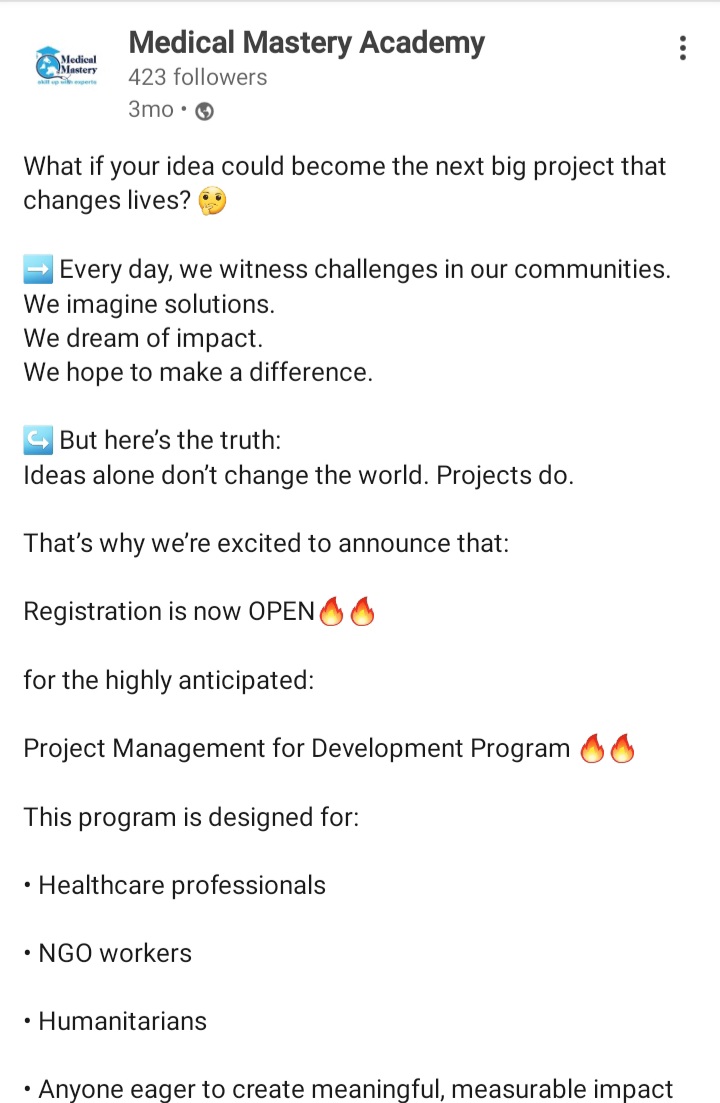 Medical Mastery Academy
Medical
Mastery
skill up with experts
423 followers
3mo •
What if your idea could become the next big project that
changes lives? 🤔
➡️ Every day, we witness challenges in our communities.
We imagine solutions.
We dream of impact.
We hope to make a difference.
↪️ But here’s the truth:
Ideas alone don’t change the world. Projects do.
That’s why we’re excited to announce that:
Registration is now OPEN🔥🔥
for the highly anticipated:
Project Management for Development Program 🔥🔥
This program is designed for:
• Healthcare professionals
• NGO workers
• Humanitarians
• Anyone eager to create meaningful, measurable impact